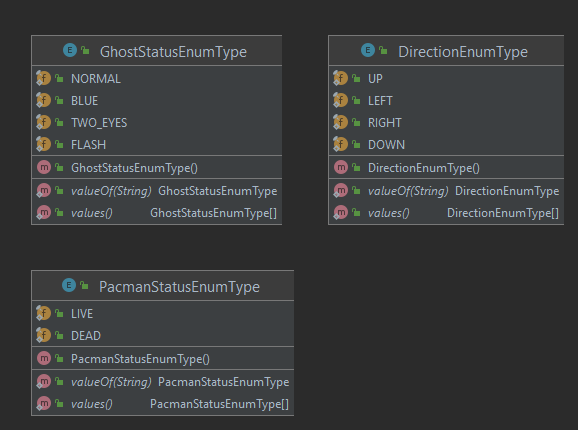 GhostStatusEnumType
NORMAL
BLUE
TWO_EYES
FLASH
GhostStatusEnumType()
valueOf(String) GhostStatusEnumType
values() GhostStatusEnumType[]
DirectionEnumType
UP
LEFT
RIGHT
DOWN
DirectionEnumType()
valueOf(String) DirectionEnumType
values() DirectionEnumType[]
PacmanStatusEnumType
LIVE
DEAD
PacmanStatusEnumType()
valueOf(String) PacmanStatusEnumType
values() PacmanStatusEnumType[]